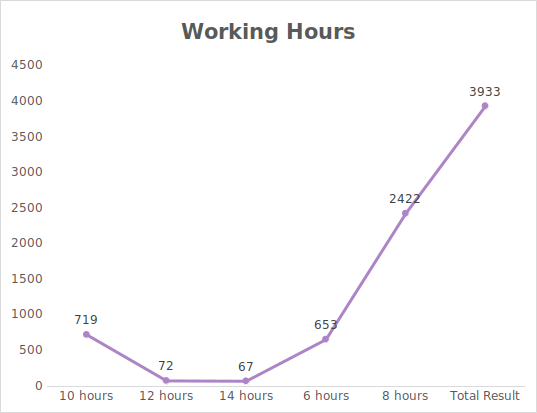 Working Hours
4500
4000
3500
3000
2500
2000
1500
1000
500
0
719
72
67
653
2422
3933
10 hours
12 hours
14 hours
6 hours
8 hours
Total Result